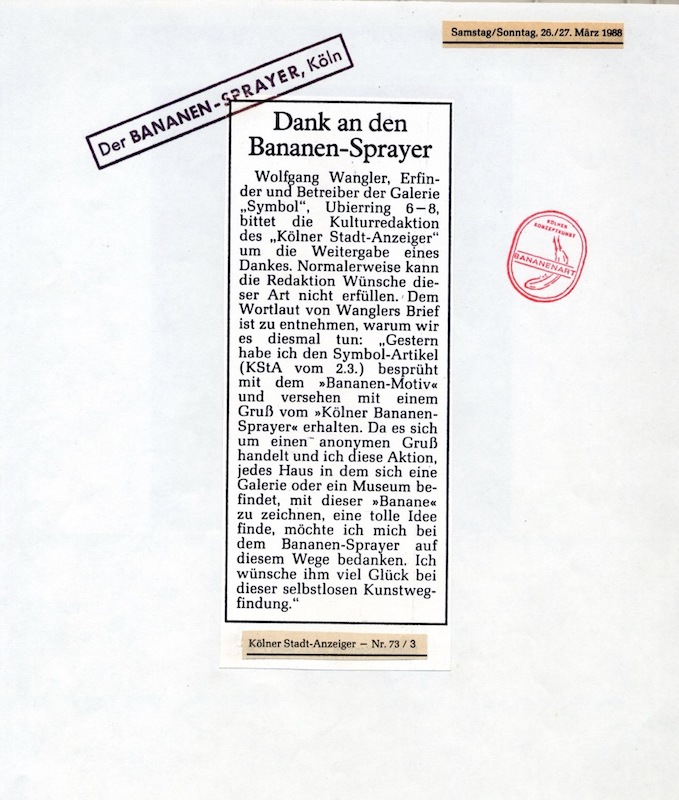 Samstag/Sonntag, 26./27. März 1988
Der BANANEN-SPRAYER, Köln
Dank an den
Bananen-Sprayer
Wolfgang Wangler, Erfin-
der und Betreiber der Galerie
„Symbol“, Ubierring 6–8,
bittet die Kulturredaktion
des „Kölner Stadt-Anzeiger“
um die Weitergabe eines
Dankes. Normalerweise kann
die Redaktion Wünsche die-
ser Art nicht erfüllen. Dem
Wortlaut von Wanglers Brief
ist zu entnehmen, warum wir
es diesmal tun: „Gestern
habe ich den Symbol-Artikel
(KStA vom 2.3.) besprüht
mit dem »Bananen-Motiv«
und versehen mit einem
Gruß vom »Kölner Bananen-
Sprayer« erhalten. Da es sich
um einen anonymen Gruß
handelt und ich diese Aktion,
jedes Haus in dem sich eine
Galerie oder ein Museum be-
findet, mit dieser »Banane«
zu zeichnen, eine tolle Idee
finde, möchte ich mich bei
dem Bananen-Sprayer auf
diesem Wege bedanken. Ich
wünsche ihm viel Glück bei
dieser selbstlosen Kunstweg-
findung.“
Kölner Stadt-Anzeiger – Nr. 73 / 3
KÖLNER
KONZEPTKUNST
BANANENART